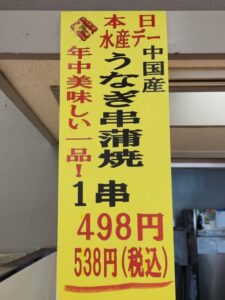 本日
水産デー
中国産
うなぎ串蒲焼
年中美味しい一品！
1串
498円
538円(税込)